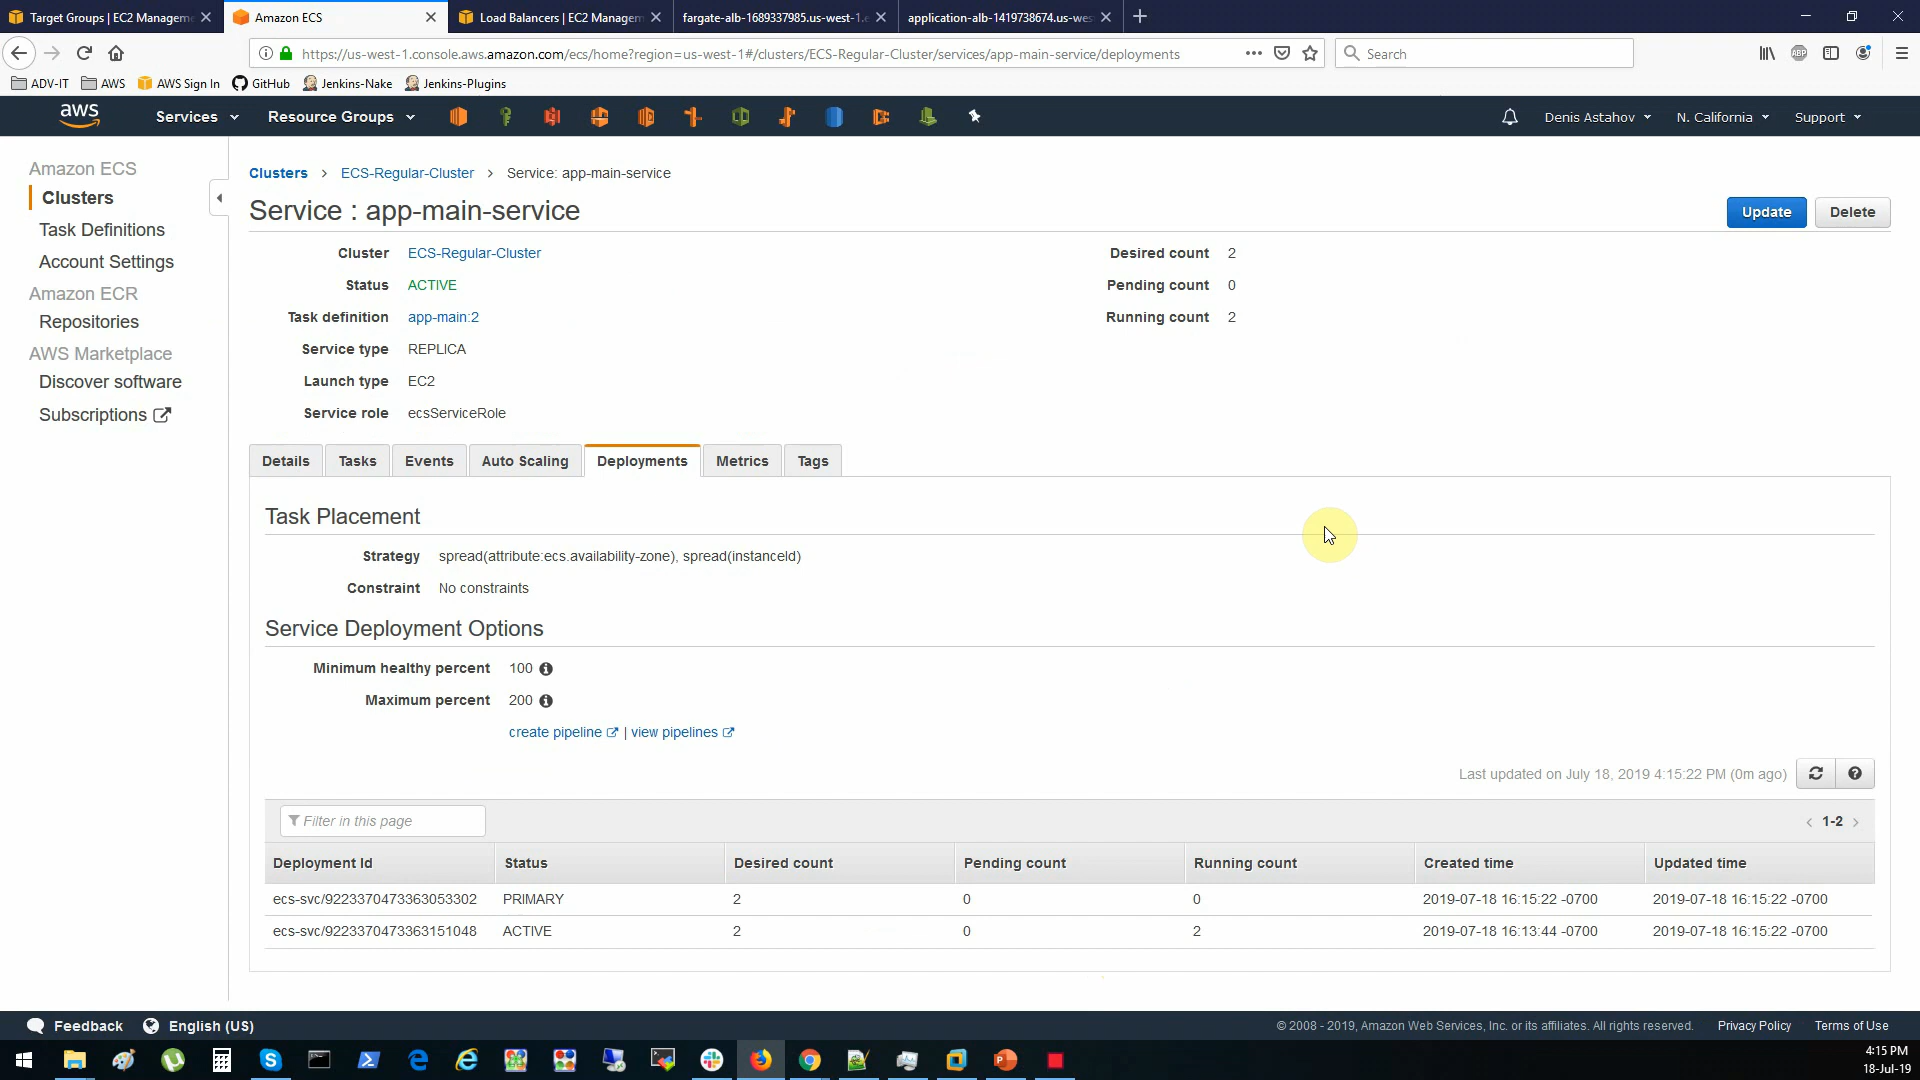 Target Groups | EC2 Manageme
Amazon ECS
Load Balancers | EC2 Managem
fargate-alb-1689337985.us-west-1.e
application-alb-1419738674.us-wes
https://us-west-1.console.aws.amazon.com/ecs/home?region=us-west-1#/clusters/ECS-Regular-Cluster/services/app-main-service/deployments
Search
ADV-IT
AWS
AWS Sign In
GitHub
Jenkins-Nake
Jenkins-Plugins
aws
Services
Resource Groups
Denis Astahov
N. California
Support
Amazon ECS
Clusters
Task Definitions
Account Settings
Amazon ECR
Repositories
AWS Marketplace
Discover software
Subscriptions
Clusters > ECS-Regular-Cluster > Service: app-main-service
Service : app-main-service
Update
Delete
Cluster ECS-Regular-Cluster
Status ACTIVE
Task definition app-main:2
Service type REPLICA
Launch type EC2
Service role ecsServiceRole
Desired count 2
Pending count 0
Running count 2
Details
Tasks
Events
Auto Scaling
Deployments
Metrics
Tags
Task Placement
Strategy spread(attribute:ecs.availability-zone), spread(instanceId)
Constraint No constraints
Service Deployment Options
Minimum healthy percent 100
Maximum percent 200
create pipeline | view pipelines
Last updated on July 18, 2019 4:15:22 PM (0m ago)
Filter in this page
< 1-2 >
Deployment Id Status Desired count Pending count Running count Created time Updated time
ecs-svc/9223370473363053302 PRIMARY 2 0 0 2019-07-18 16:15:22 -0700 2019-07-18 16:15:22 -0700
ecs-svc/9223370473363151048 ACTIVE 2 0 2 2019-07-18 16:13:44 -0700 2019-07-18 16:15:22 -0700
Feedback
English (US)
© 2008 - 2019, Amazon Web Services, Inc. or its affiliates. All rights reserved.
Privacy Policy
Terms of Use
4:15 PM
18-Jul-19